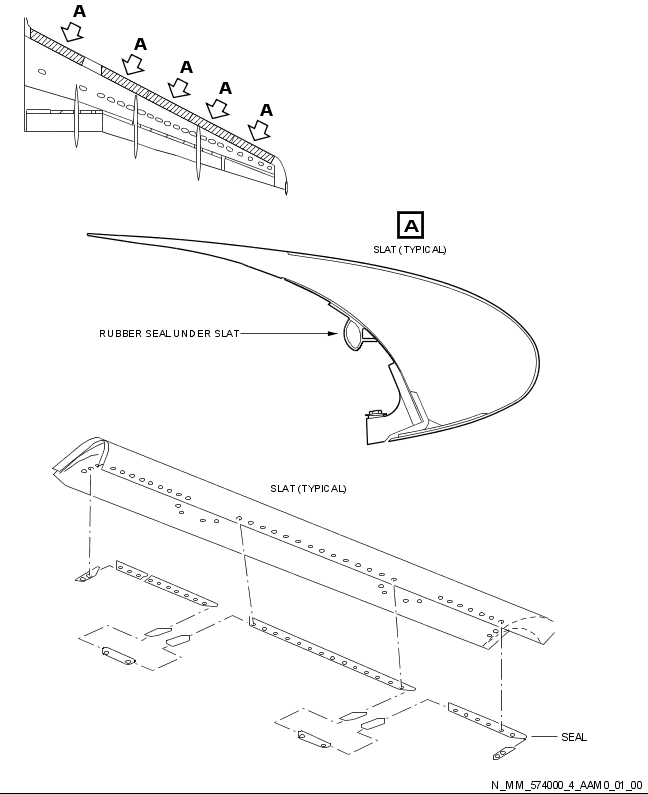 A
A
A
A
A
A
SLAT (TYPICAL)
RUBBER SEAL UNDER SLAT
SLAT (TYPICAL)
SEAL
N_MM_574000_4_AAM0_01_00